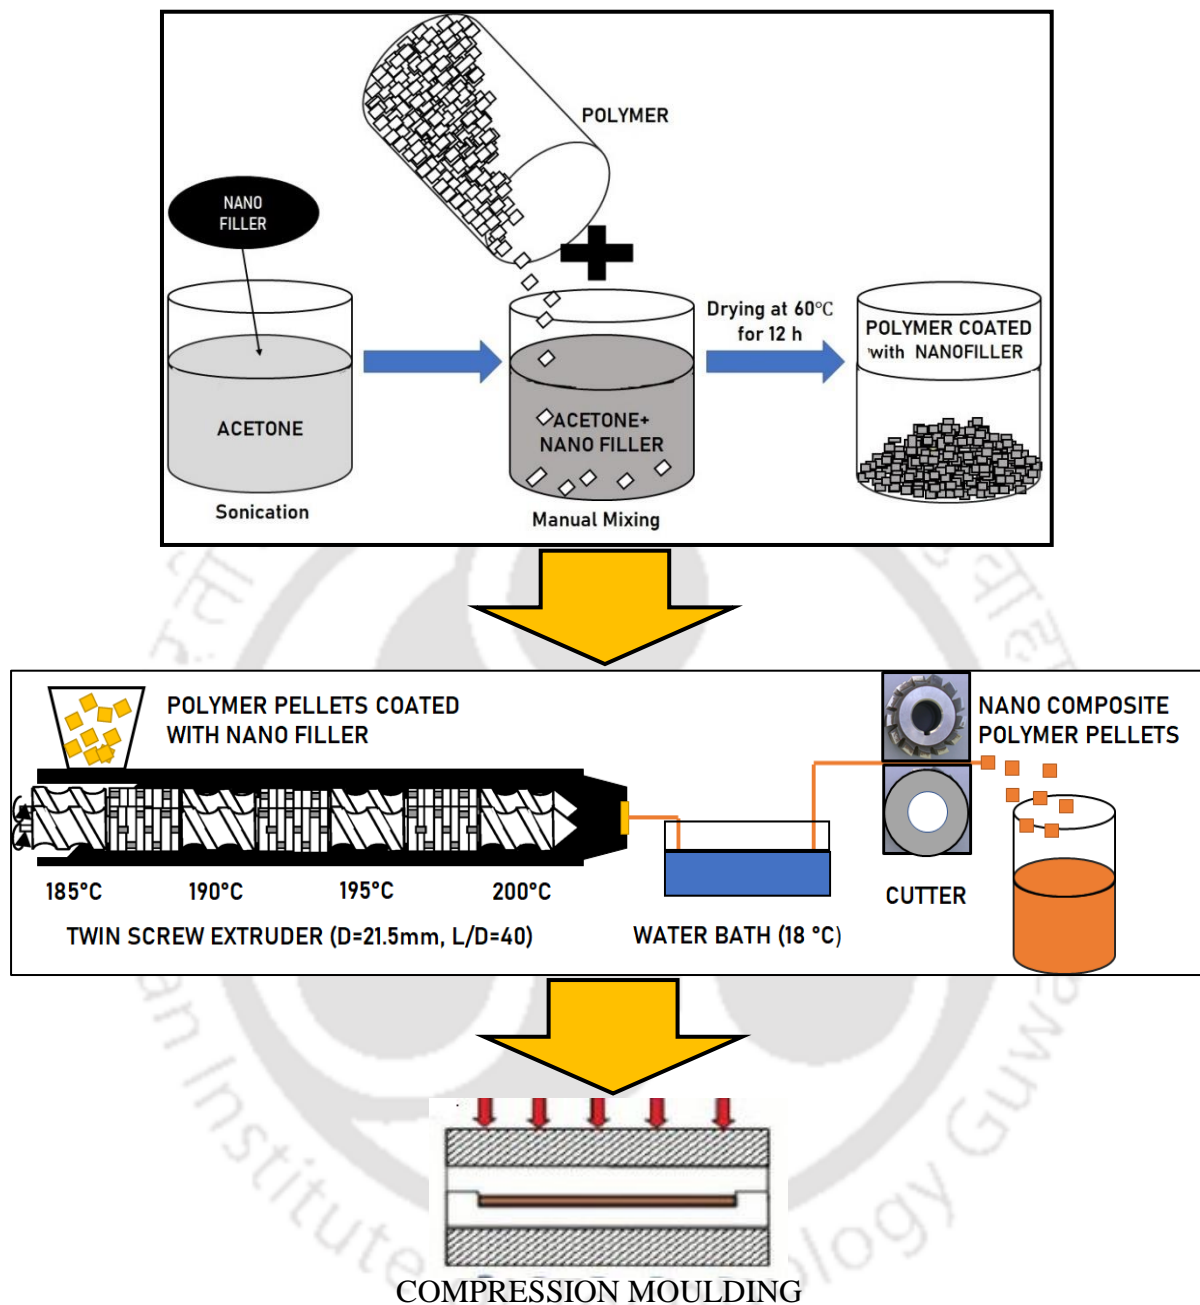 POLYMER
NANO
FILLER
Drying at 60℃
for 12 h
POLYMER COATED
with NANOFILLER
ACETONE
ACETONE+
NANO FILLER
Sonication
Manual Mixing
POLYMER PELLETS COATED
WITH NANO FILLER
NANO COMPOSITE
POLYMER PELLETS
185°C 190°C 195°C 200°C
CUTTER
TWIN SCREW EXTRUDER (D=21.5mm, L/D=40)
WATER BATH (18 °C)
Institute Technology
COMPRESSION MOULDING